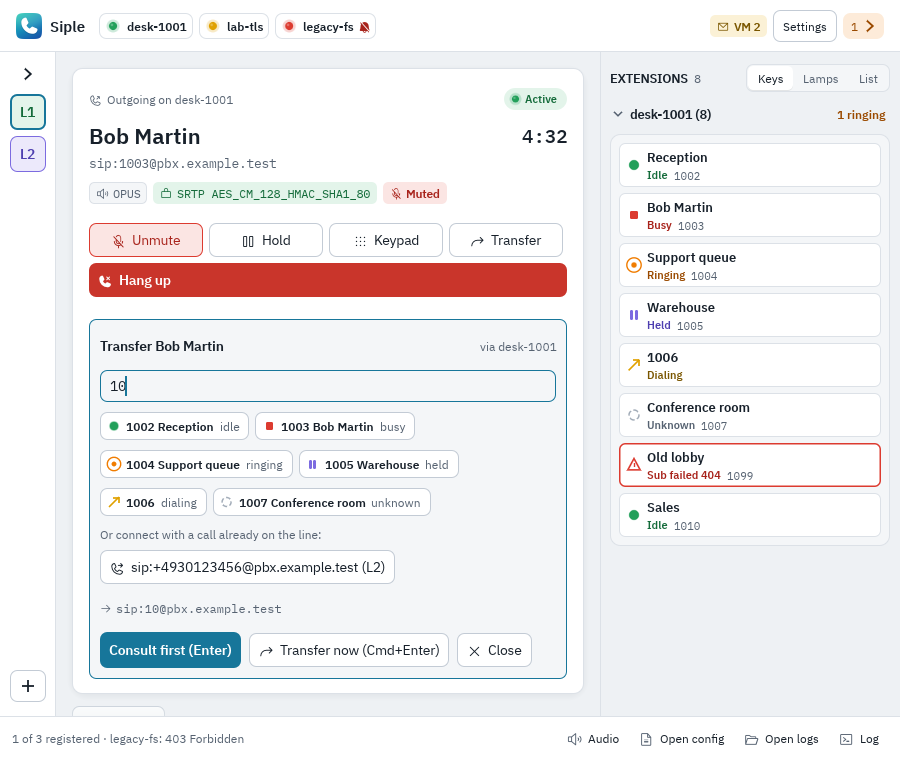 Siple
desk-1001
lab-tls
legacy-fs
VM 2
Settings
1
L1
L2
Outgoing on desk-1001
Active
Bob Martin
4:32
sip:1003@pbx.example.test
OPUS
SRTP AES_CM_128_HMAC_SHA1_80
Muted
Unmute
Hold
Keypad
Transfer
Hang up
Transfer Bob Martin
via desk-1001
10
1002 Reception idle
1003 Bob Martin busy
1004 Support queue ringing
1005 Warehouse held
1006 dialing
1007 Conference room unknown
Or connect with a call already on the line:
sip:+4930123456@pbx.example.test (L2)
→ sip:10@pbx.example.test
Consult first (Enter)
Transfer now (Cmd+Enter)
Close
EXTENSIONS 8
Keys
Lamps
List
desk-1001 (8)
1 ringing
Reception
Idle 1002
Bob Martin
Busy 1003
Support queue
Ringing 1004
Warehouse
Held 1005
1006
Dialing
Conference room
Unknown 1007
Old lobby
Sub failed 404 1099
Sales
Idle 1010
1 of 3 registered · legacy-fs: 403 Forbidden
Audio
Open config
Open logs
Log